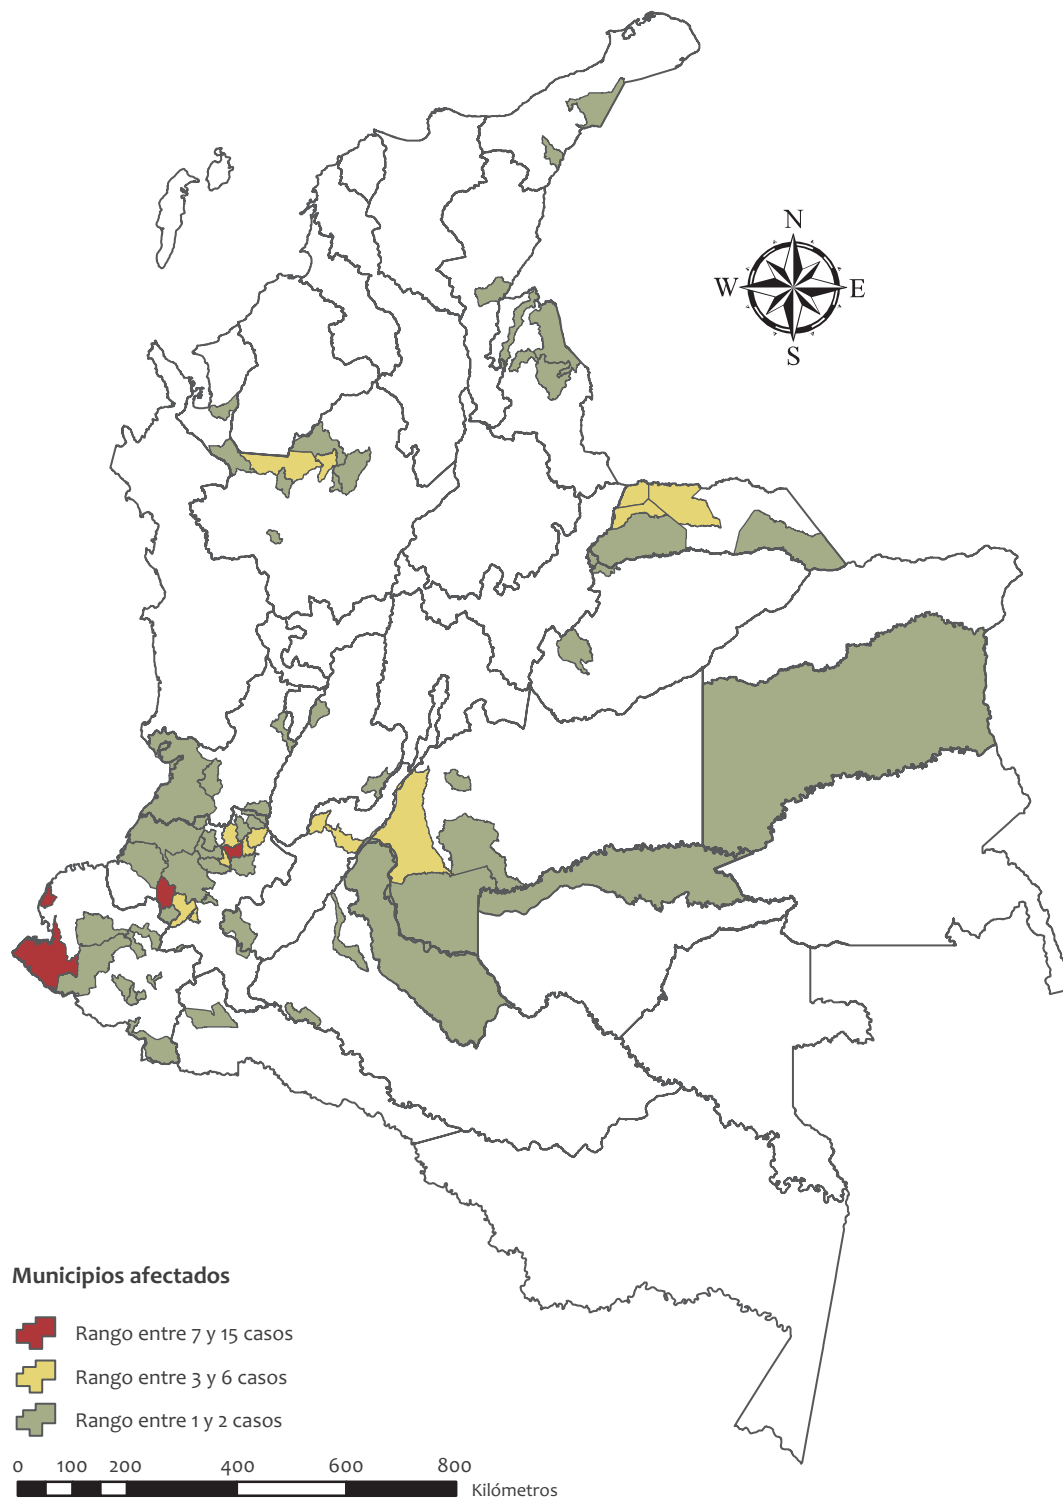 N
W E
S
Municipios afectados
Rango entre 7 y 15 casos
Rango entre 3 y 6 casos
Rango entre 1 y 2 casos
0 100 200 400 600 800
Kilómetros